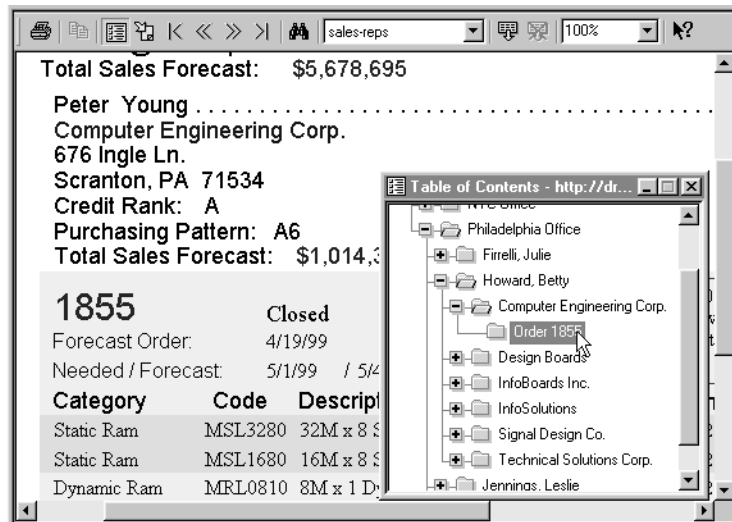 sales-reps
100%
Total Sales Forecast: $5,678,695
Peter Young . . . . . . . . . . . . . . . . . . . . . . . . . . . . . . . . . . . . . .
Computer Engineering Corp.
676 Ingle Ln.
Scranton, PA 71534
Credit Rank: A
Purchasing Pattern: A6
Total Sales Forecast: $1,014,3
1855 Closed
Forecast Order: 4/19/99
Needed / Forecast: 5/1/99 / 5/4
Category Code Descript
Static Ram MSL3280 32M x 8 S
Static Ram MSL1680 16M x 8 S
Dynamic Ram MRL0810 8M x 1 Dy
Table of Contents - http://dr...
NYC Office
Philadelphia Office
Firrelli, Julie
Howard, Betty
Computer Engineering Corp.
Order 1855
Design Boards
InfoBoards Inc.
InfoSolutions
Signal Design Co.
Technical Solutions Corp.
Jennings, Leslie